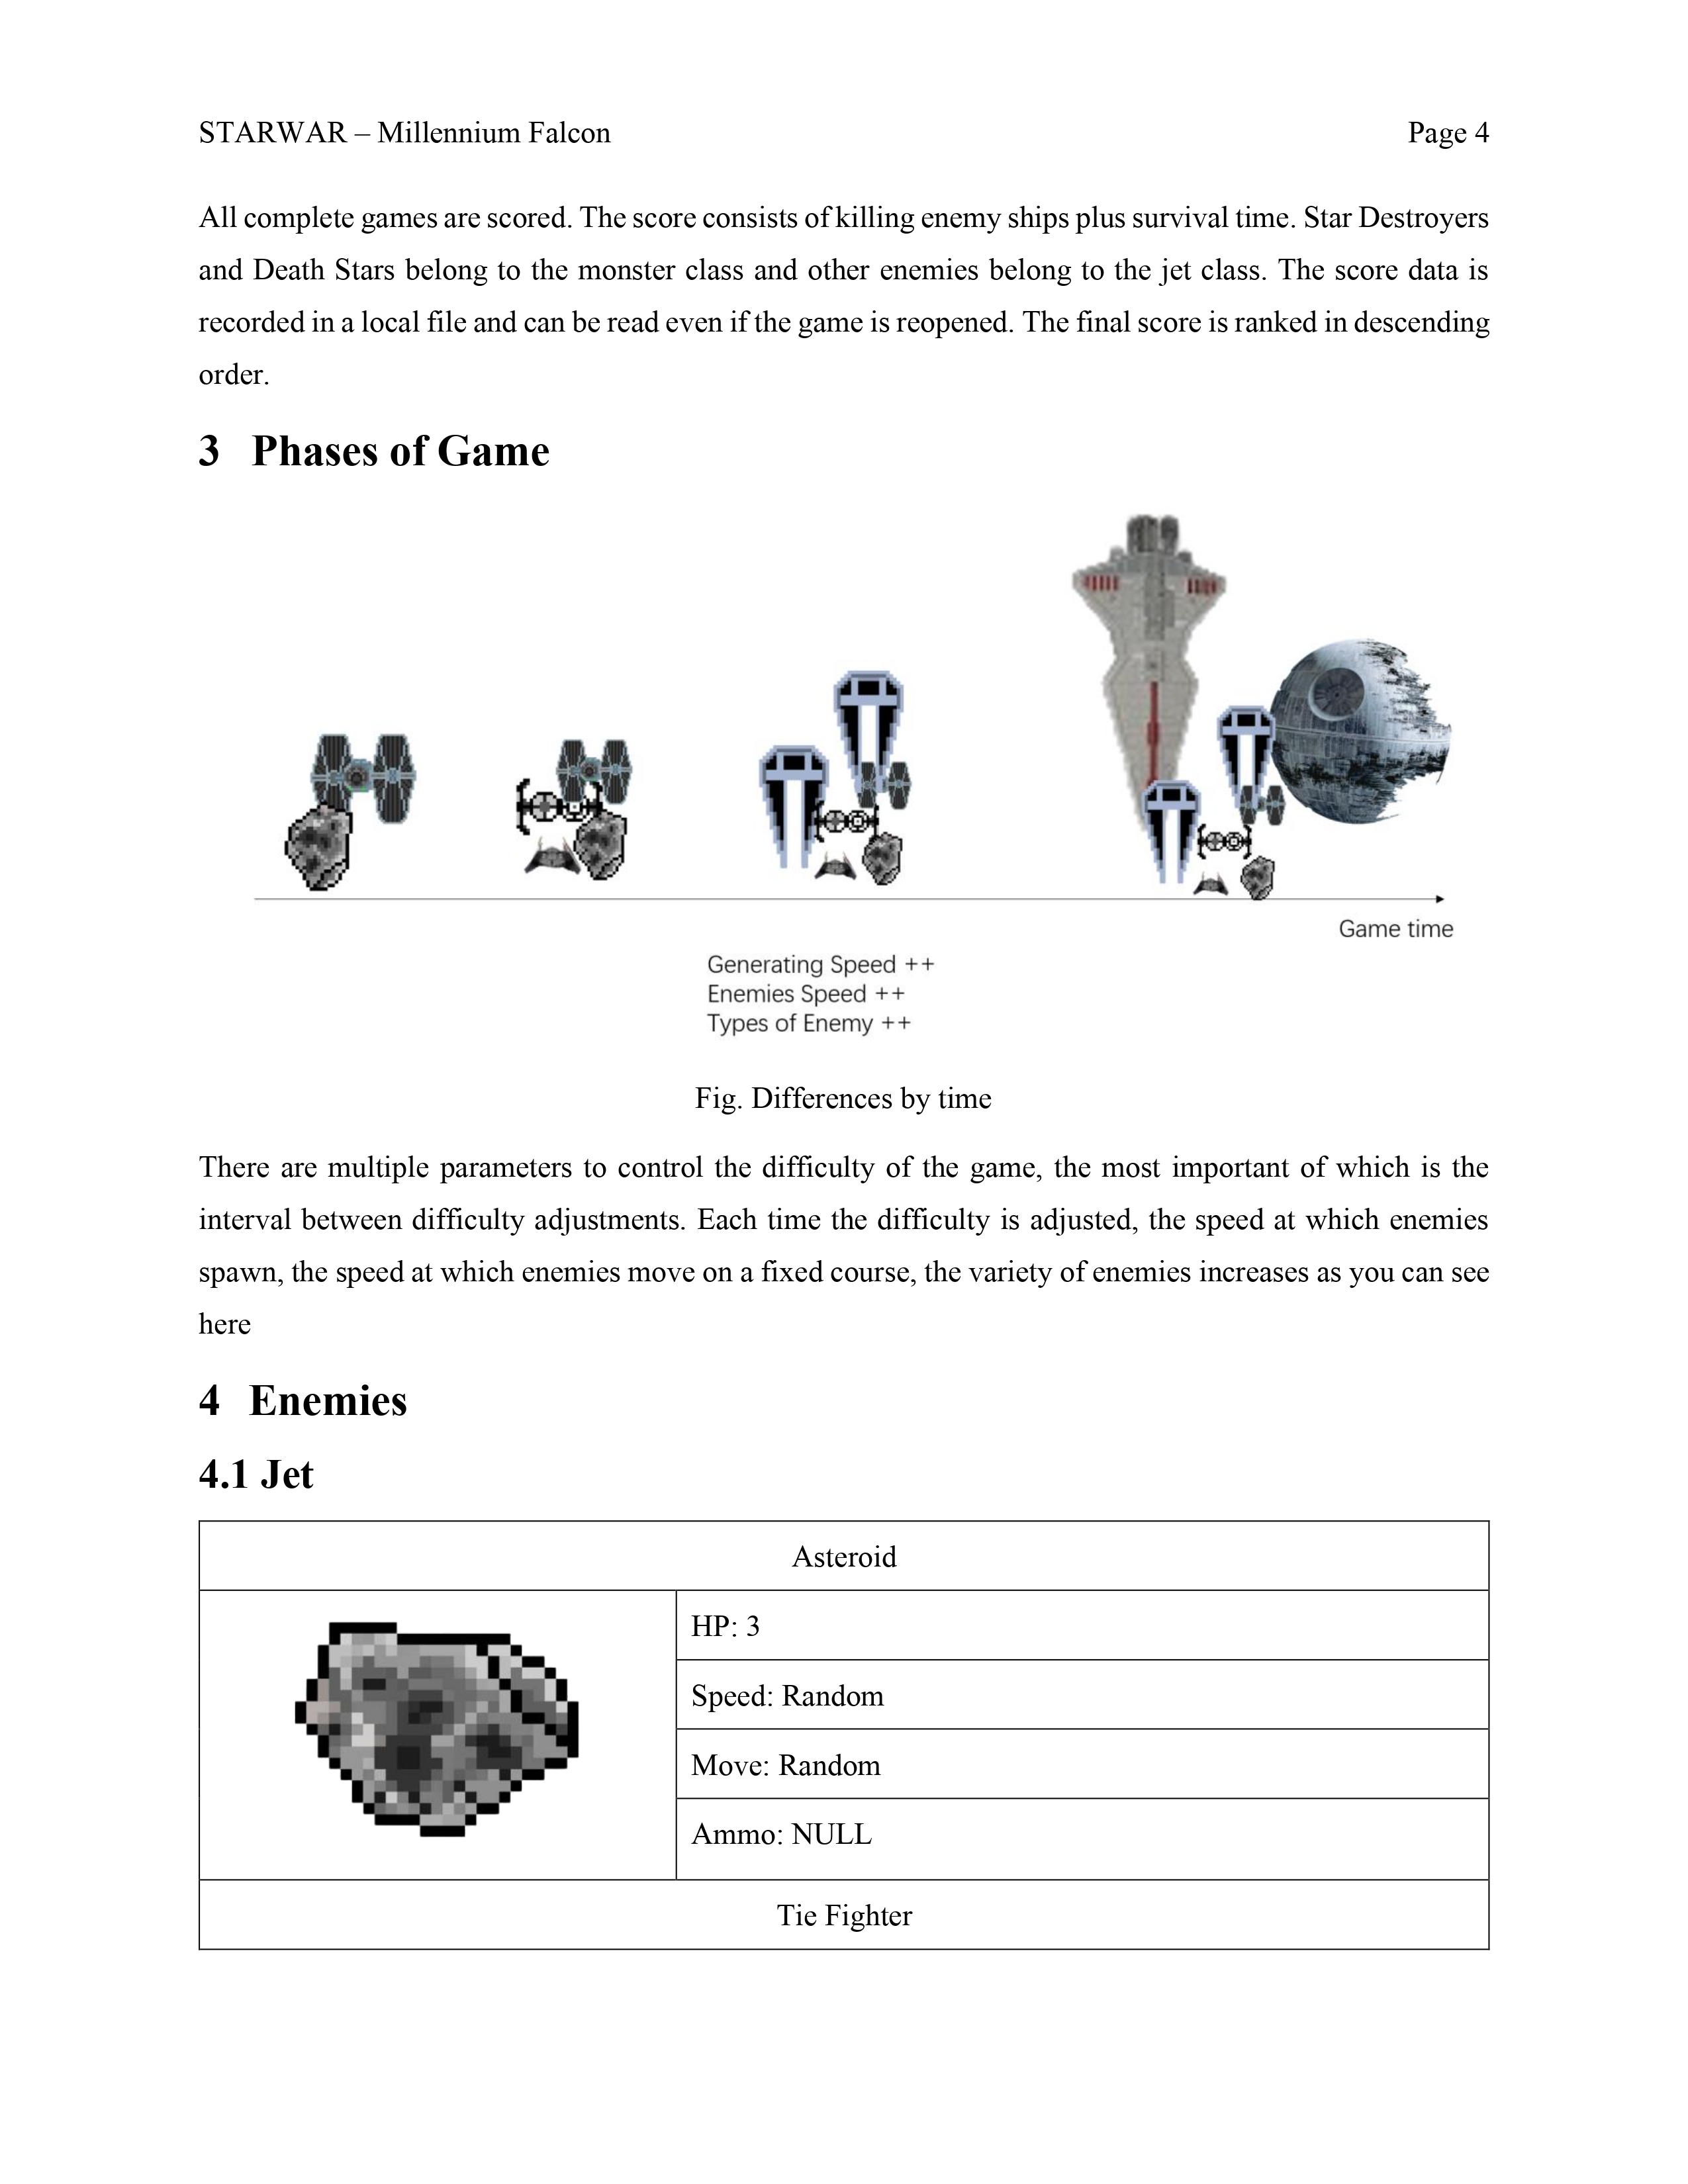 STARWAR – Millennium Falcon Page 4
All complete games are scored. The score consists of killing enemy ships plus survival time. Star Destroyers
and Death Stars belong to the monster class and other enemies belong to the jet class. The score data is
recorded in a local file and can be read even if the game is reopened. The final score is ranked in descending
order.
3 Phases of Game
Game time
Generating Speed ++
Enemies Speed ++
Types of Enemy ++
Fig. Differences by time
There are multiple parameters to control the difficulty of the game, the most important of which is the
interval between difficulty adjustments. Each time the difficulty is adjusted, the speed at which enemies
spawn, the speed at which enemies move on a fixed course, the variety of enemies increases as you can see
here
4 Enemies
4.1 Jet
Asteroid
HP: 3
Speed: Random
Move: Random
Ammo: NULL
Tie Fighter